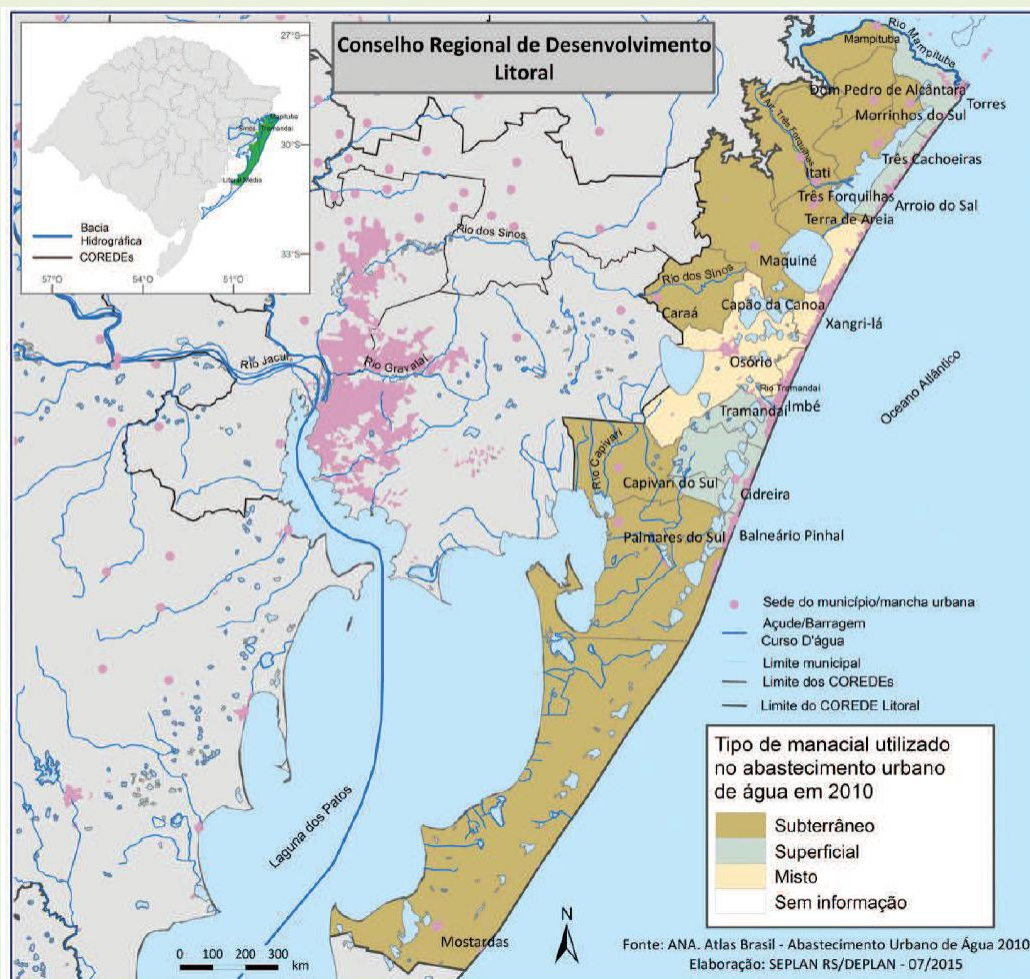 Conselho Regional de Desenvolvimento
Litoral
27°S
30°S
33°S
57°O
54°O
51°O
Mapituba
Sinos
Tramandaí
Litoral Médio
Bacia
Hidrográfica
COREDEs
Rio Mampituba
Mampituba
Dom Pedro de Alcântara
Torres
Morrinhos do Sul
Três Forquilhas
Três Cachoeiras
Itati
Três Forquilhas
Arroio do Sal
Terra de Areia
Maquiné
Rio dos Sinos
Rio dos Sinos
Caraá
Capão da Canoa
Xangri-lá
Rio Jacuí
Rio Gravataí
Osório
Rio Tramandaí
Tramandaí
Imbé
Oceano Atlântico
Rio Capivari
Capivari do Sul
Cidreira
Palmares do Sul
Balneário Pinhal
Laguna dos Patos
Mostardas
Sede do município/mancha urbana
Açude/Barragem
Curso D'água
Limite municipal
Limite dos COREDEs
Limite do COREDE Litoral
Tipo de manacial utilizado
no abastecimento urbano
de água em 2010
Subterrâneo
Superficial
Misto
Sem informação
0 100 200 300
km
N
Fonte: ANA. Atlas Brasil - Abastecimento Urbano de Água 2010
Elaboração: SEPLAN RS/DEPLAN - 07/2015